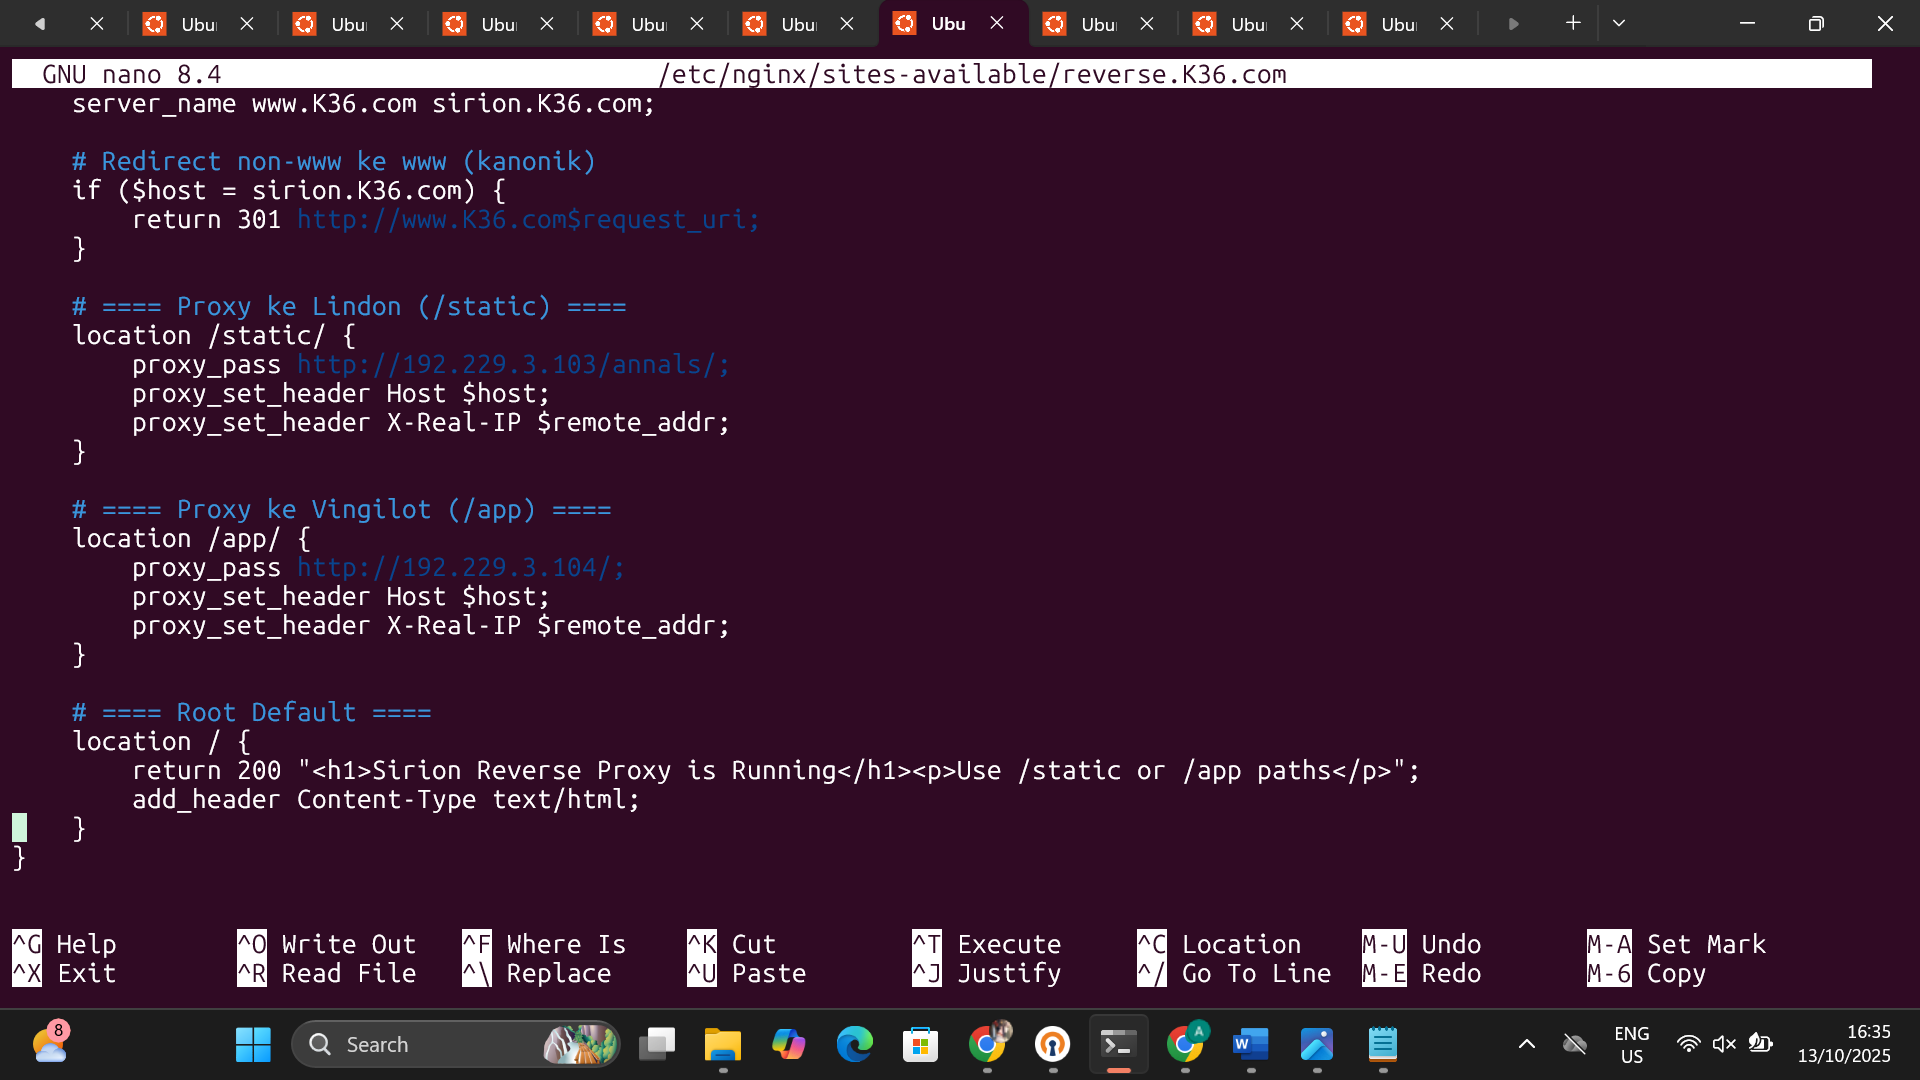 Ubu Ubu Ubu Ubu Ubu Ubu Ubu Ubu Ubu
GNU nano 8.4 /etc/nginx/sites-available/reverse.K36.com
server_name www.K36.com sirion.K36.com;
# Redirect non-www ke www (kanonik)
if ($host = sirion.K36.com) {
return 301 http://www.K36.com$request_uri;
}
# ==== Proxy ke Lindon (/static) ====
location /static/ {
proxy_pass http://192.229.3.103/annals/;
proxy_set_header Host $host;
proxy_set_header X-Real-IP $remote_addr;
}
# ==== Proxy ke Vingilot (/app) ====
location /app/ {
proxy_pass http://192.229.3.104/;
proxy_set_header Host $host;
proxy_set_header X-Real-IP $remote_addr;
}
# ==== Root Default ====
location / {
return 200 "<h1>Sirion Reverse Proxy is Running</h1><p>Use /static or /app paths</p>";
add_header Content-Type text/html;
}
}
^G Help ^O Write Out ^F Where Is ^K Cut ^T Execute ^C Location M-U Undo M-A Set Mark
^X Exit ^R Read File ^\ Replace ^U Paste ^J Justify ^/ Go To Line M-E Redo M-6 Copy
8 Search A W ENG 16:35
US 13/10/2025